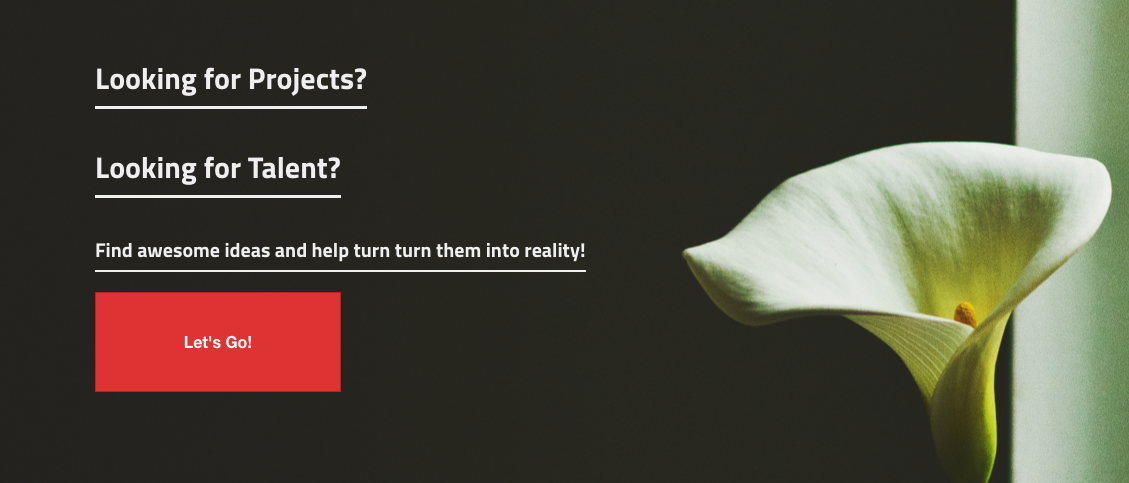 Looking for Projects?
Looking for Talent?
Find awesome ideas and help turn turn them into reality!
Let's Go!